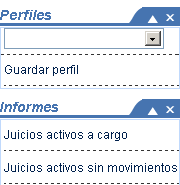 Perfiles
Guardar perfil
Informes
Juicios activos a cargo
Juicios activos sin movimientos